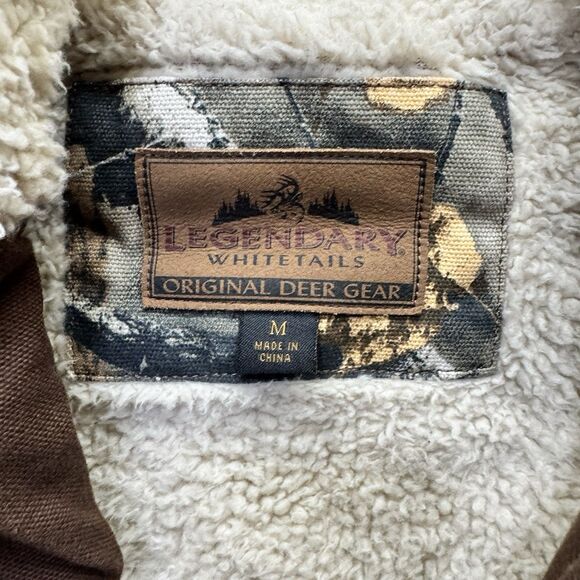 LEGENDARY®
WHITETAILS
ORIGINAL DEER GEAR
M
MADE IN
CHINA